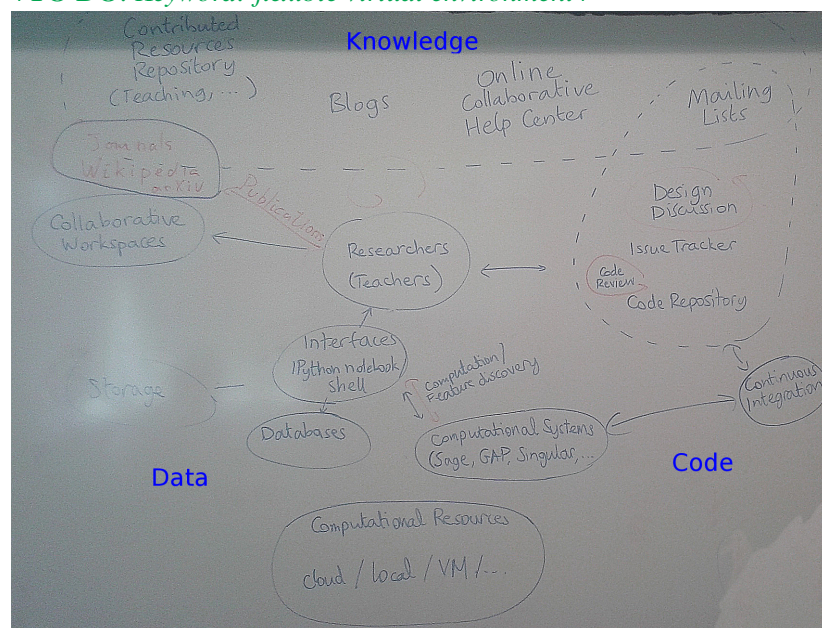 Contributed
Resources
Repository
(Teaching, ...)
Knowledge
Blogs
Online
Collaborative
Help Center
Mailing
Lists
Journals
Wikipedia
arXiv
Publications
Collaborative
Workspaces
Researchers
(Teachers)
Design
Discussion
Issue Tracker
Code
Review
Code Repository
Interfaces
IPython notebook
shell
Computation/
Feature discovery
Storage
Databases
Computational Systems
(Sage, GAP, Singular, ...
Continuous
Integration
Data
Code
Computational Resources
cloud / local / VM / ...